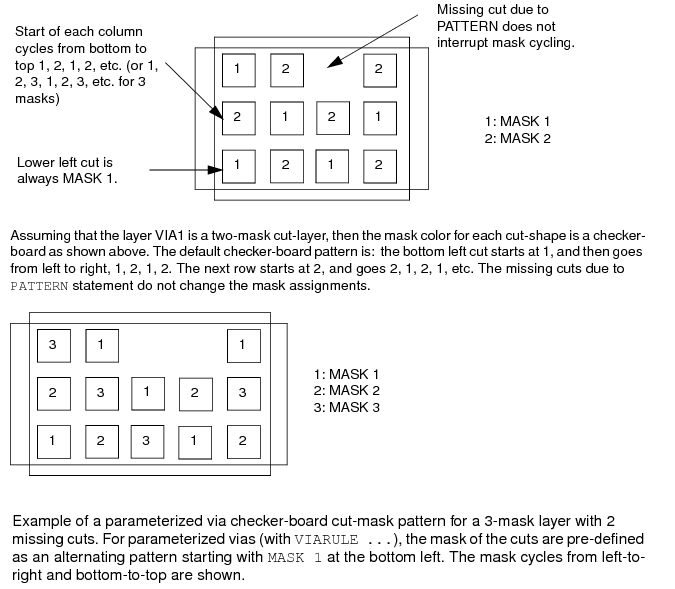 Missing cut due to
PATTERN does not
interrupt mask cycling.
Start of each column
cycles from bottom to
top 1, 2, 1, 2, etc. (or 1,
2, 3, 1, 2, 3, etc. for 3
masks)
1 2 2
2 1 2 1
1: MASK 1
2: MASK 2
Lower left cut is
always MASK 1.
1 2 1 2
Assuming that the layer VIA1 is a two-mask cut-layer, then the mask color for each cut-shape is a checker-
board as shown above. The default checker-board pattern is: the bottom left cut starts at 1, and then goes
from left to right, 1, 2, 1, 2. The next row starts at 2, and goes 2, 1, 2, 1, etc. The missing cuts due to
PATTERN statement do not change the mask assignments.
3 1 1
2 3 1 2 3
1 2 3 1 2
1: MASK 1
2: MASK 2
3: MASK 3
Example of a parameterized via checker-board cut-mask pattern for a 3-mask layer with 2
missing cuts. For parameterized vias (with VIARULE ...), the mask of the cuts are pre-defined
as an alternating pattern starting with MASK 1 at the bottom left. The mask cycles from left-to-
right and bottom-to-top are shown.